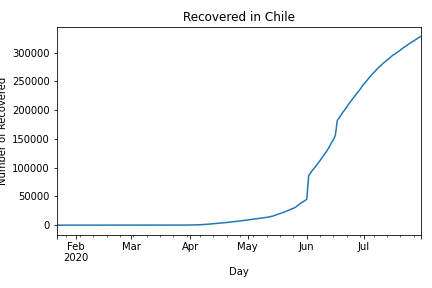 Recovered in Chile
Number of Recovered
300000
250000
200000
150000
100000
50000
0
Feb Mar Apr May Jun Jul
2020
Day